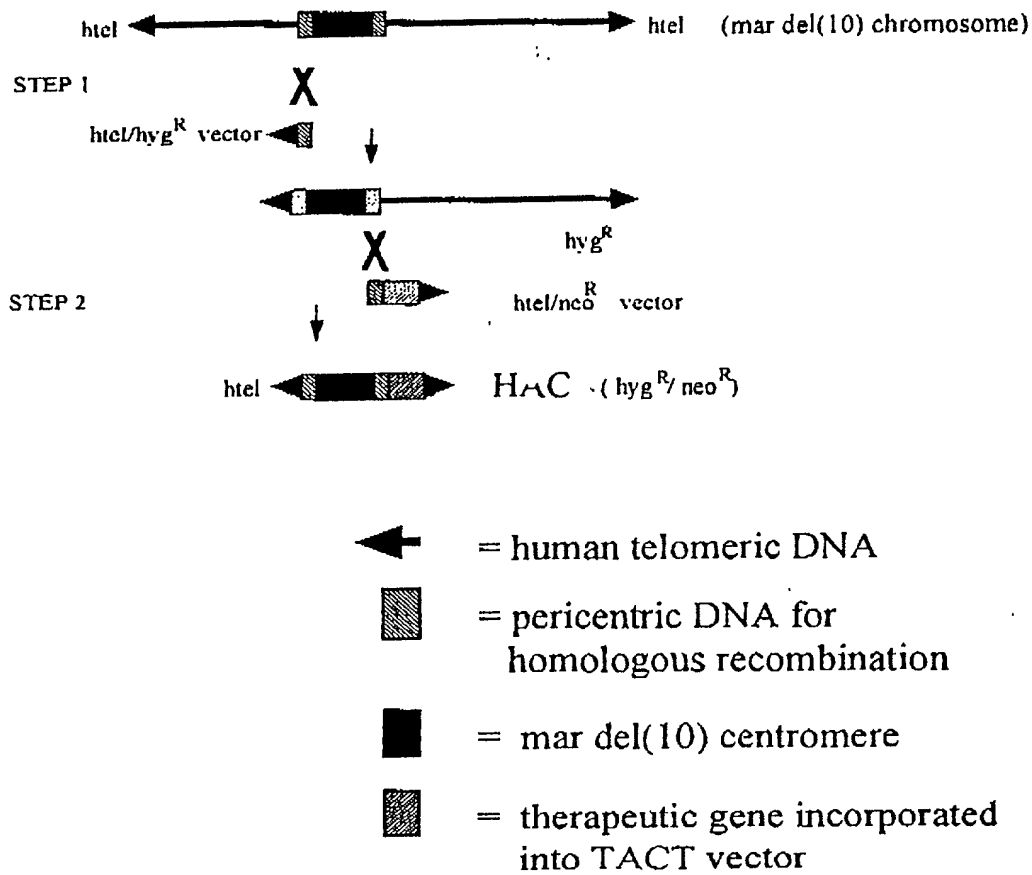 htel htel (mar del(10) chromosome)
STEP 1
X
htel/hyg^R vector
hyg^R
X
STEP 2 htel/neo^R vector
htel HAC (hyg^R/neo^R)
= human telomeric DNA
= pericentric DNA for
homologous recombination
= mar del(10) centromere
= therapeutic gene incorporated
into TACT vector